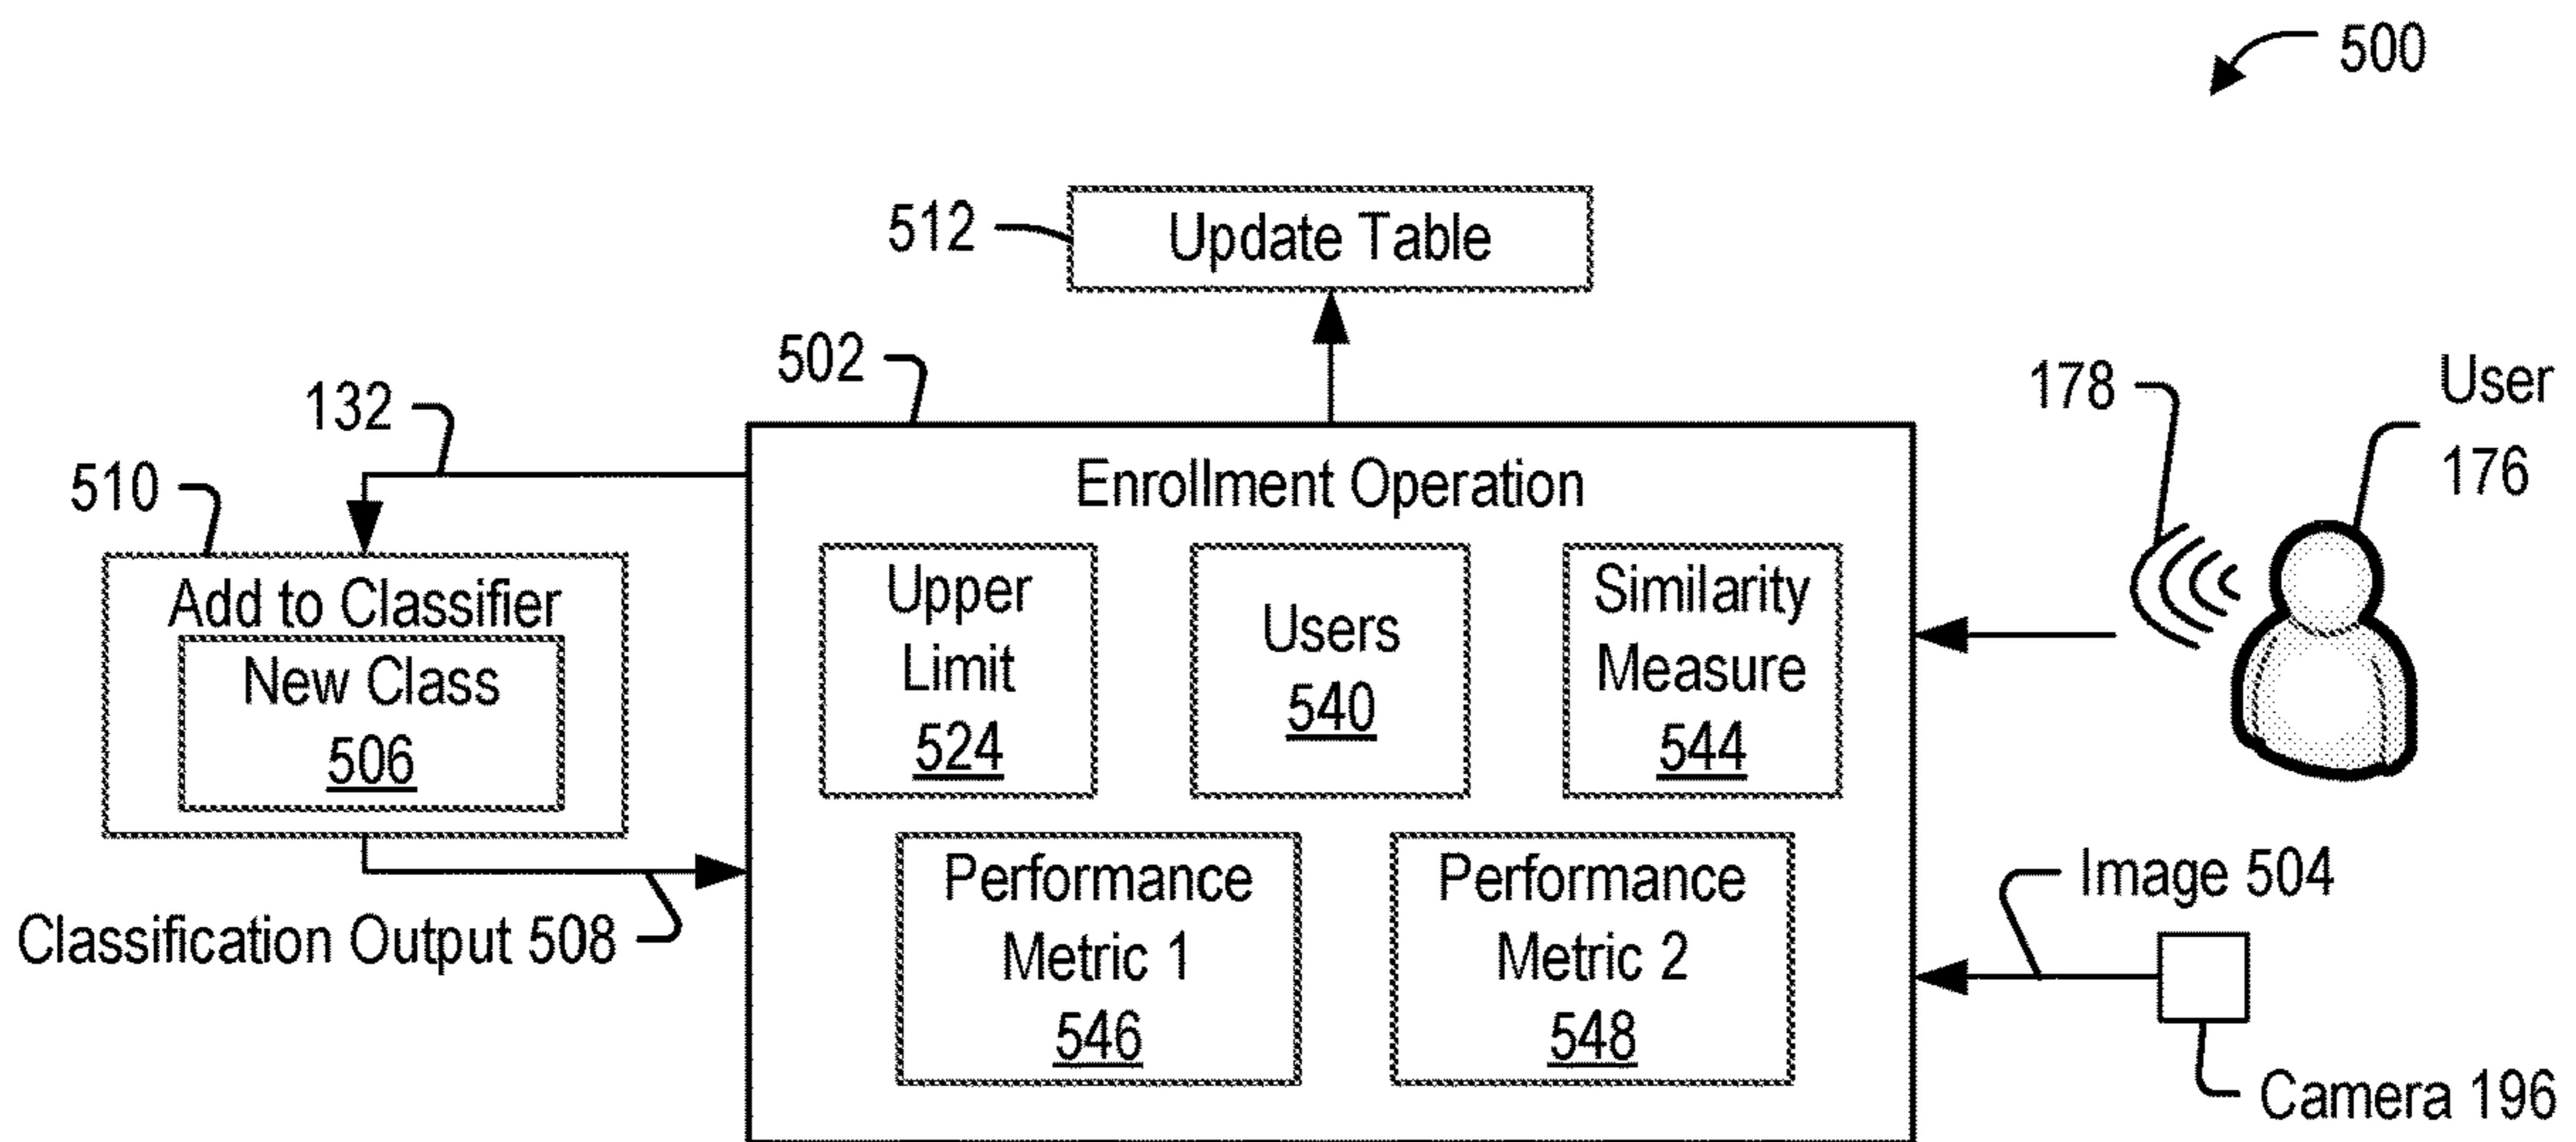 500
512
Update Table
502
132
178
User
176
510
Enrollment Operation
Add to Classifier
New Class
506
Upper
Limit
524
Users
540
Similarity
Measure
544
Classification Output 508
Performance
Metric 1
546
Performance
Metric 2
548
Image 504
Camera 196